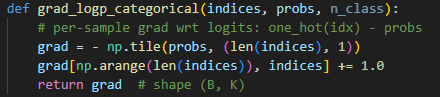 def grad_logp_categorical(indices, probs, n_class):
    # per-sample grad wrt logits: one_hot(idx) - probs
    grad = - np.tile(probs, (len(indices), 1))
    grad[np.arange(len(indices)), indices] += 1.0
    return grad  # shape (B, K)